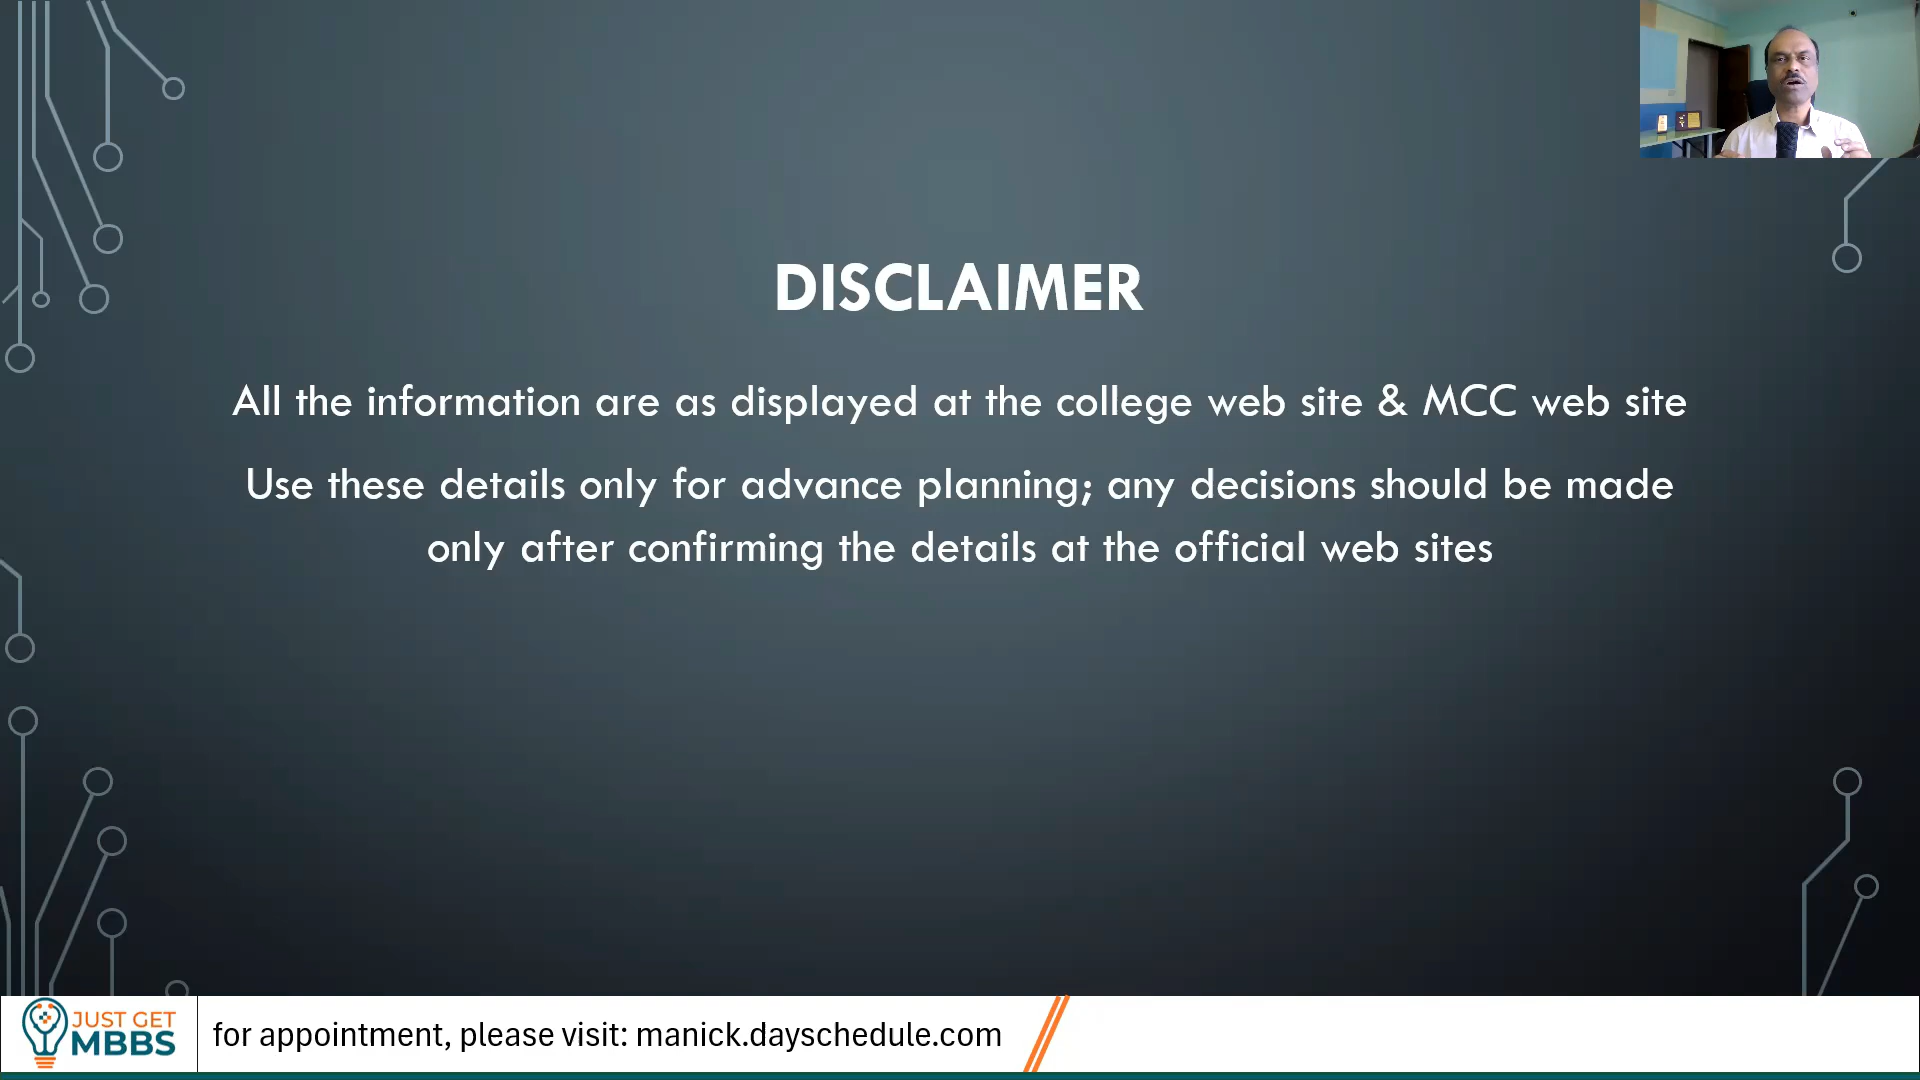 DISCLAIMER
All the information are as displayed at the college web site & MCC web site
Use these details only for advance planning; any decisions should be made
only after confirming the details at the official web sites
JUST GET
MBBS
for appointment, please visit: manick.dayschedule.com